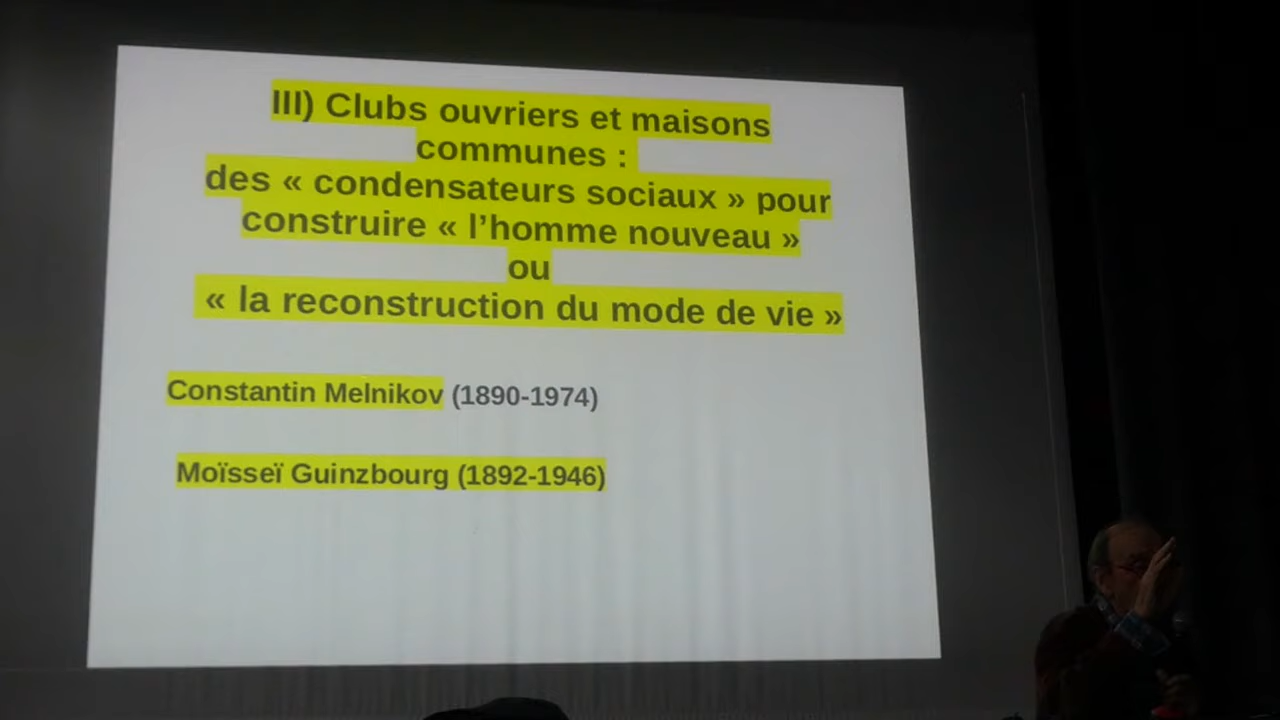 III) Clubs ouvriers et maisons
communes :
des « condensateurs sociaux » pour
construire « l’homme nouveau »
ou
« la reconstruction du mode de vie »
Constantin Melnikov (1890-1974)
Moïsseï Guinzbourg (1892-1946)